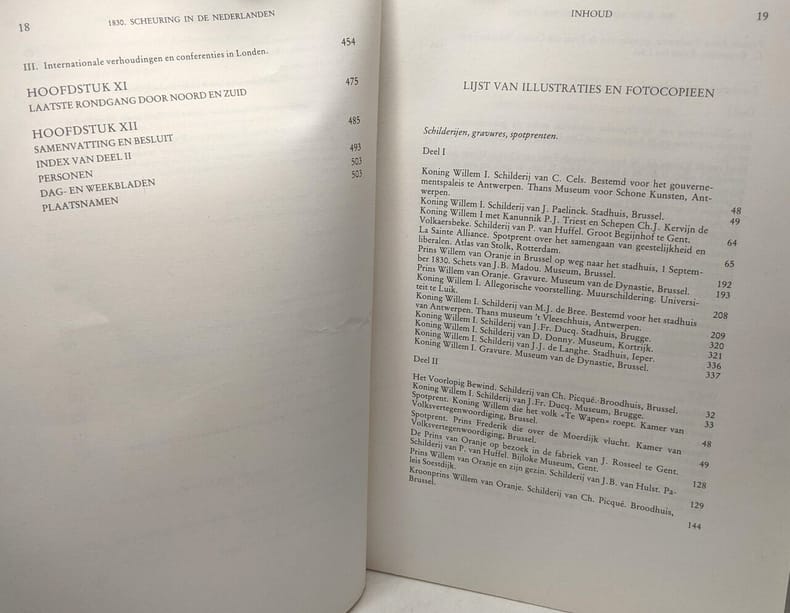 18
1830. SCHEURING IN DE NEDERLANDEN
III. Internationale verhoudingen en conferenties in Londen. 454
HOOFDSTUK XI
LAATSTE RONDGANG DOOR NOORD EN ZUID 475
HOOFDSTUK XII
SAMENVATTING EN BESLUIT 485
INDEX VAN DEEL II
PERSONEN 493
DAG- EN WEEKBLADEN 503
PLAATSNAMEN 503
INHOUD
19
LIJST VAN ILLUSTRATIES EN FOTOCOPIEEN
Schilderijen, gravures, spotprenten.
Deel I
Koning Willem I. Schilderij van C. Cels. Bestemd voor het gouverne-
mentspaleis te Antwerpen. Thans Museum voor Schone Kunsten, Ant-
werpen. 48
Koning Willem I. Schilderij van J. Paelinck. Stadhuis, Brussel. 49
Koning Willem I met Kanunnik P.J. Triest en Schepen Ch.J. Kervijn de
Volkaersbeke. Schilderij van P. van Huffel. Groot Begijnhof te Gent. 64
La Sainte Alliance. Spotprent over het samengaan van geestelijkheid en
liberalen. Atlas van Stolk, Rotterdam. 65
Prins Willem van Oranje in Brussel op weg naar het stadhuis, 1 Septem-
ber 1830. Schets van J.B. Madou. Museum, Brussel. 192
Prins Willem van Oranje. Gravure. Museum van de Dynastie, Brussel. 193
Koning Willem I. Allegorische voorstelling. Muurschildering. Universi-
teit te Luik. 208
Koning Willem I. Schilderij van M.J. de Bree. Bestemd voor het stadhuis
van Antwerpen. Thans museum 't Vleeschhuis, Antwerpen. 209
Koning Willem I. Schilderij van J.Fr. Ducq. Stadhuis, Brugge. 320
Koning Willem I. Schilderij van D. Donny. Museum, Kortrijk. 321
Koning Willem I. Schilderij van J.J. de Langhe. Stadhuis, Ieper. 336
Koning Willem I. Gravure. Museum van de Dynastie, Brussel. 337
Deel II
Het Voorlopig Bewind. Schilderij van Ch. Picqué.-Broodhuis, Brussel. 32
Koning Willem I. Schilderij van J.Fr. Ducq. Museum, Brugge. 33
Spotprent. Koning Willem die het volk «Te Wapen» roept. Kamer van
Volksvertegenwoordiging, Brussel. 48
Spotprent. Prins Frederik die over de Moerdijk vlucht. Kamer van
Volksvertegenwoordiging, Brussel. 49
De Prins van Oranje op bezoek in de fabriek van J. Rosseel te Gent.
Schilderij van P. van Huffel. Bijloke Museum, Gent. 128
Prins Willem van Oranje en zijn gezin. Schilderij van J.B. van Hulst. Pa-
leis Soestdijk. 129
Kroonprins Willem van Oranje. Schilderij van Ch. Picqué. Broodhuis,
Brussel. 144